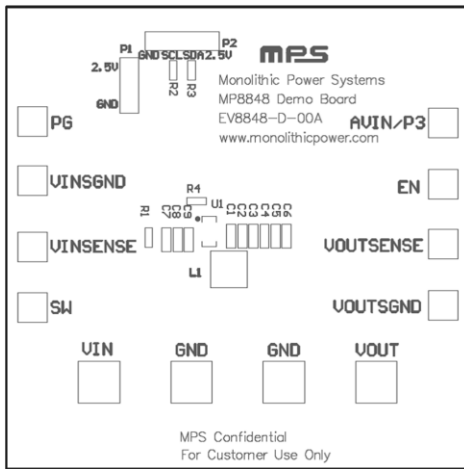 P1
P2
GND SCL SDA 2.5V
2.5V
GND
R2
R3
MPS
Monolithic Power Systems
MP8848 Demo Board
EV8848-D-00A
www.monolithicpower.com
PG
AVIN/P3
VINSGND
EN
R4
U1
R1
C7
C8
C9
C1
C2
C3
C4
C5
C6
VINSENSE
VOUTSENSE
L1
SW
VOUTSGND
VIN
GND
GND
VOUT
MPS Confidential
For Customer Use Only